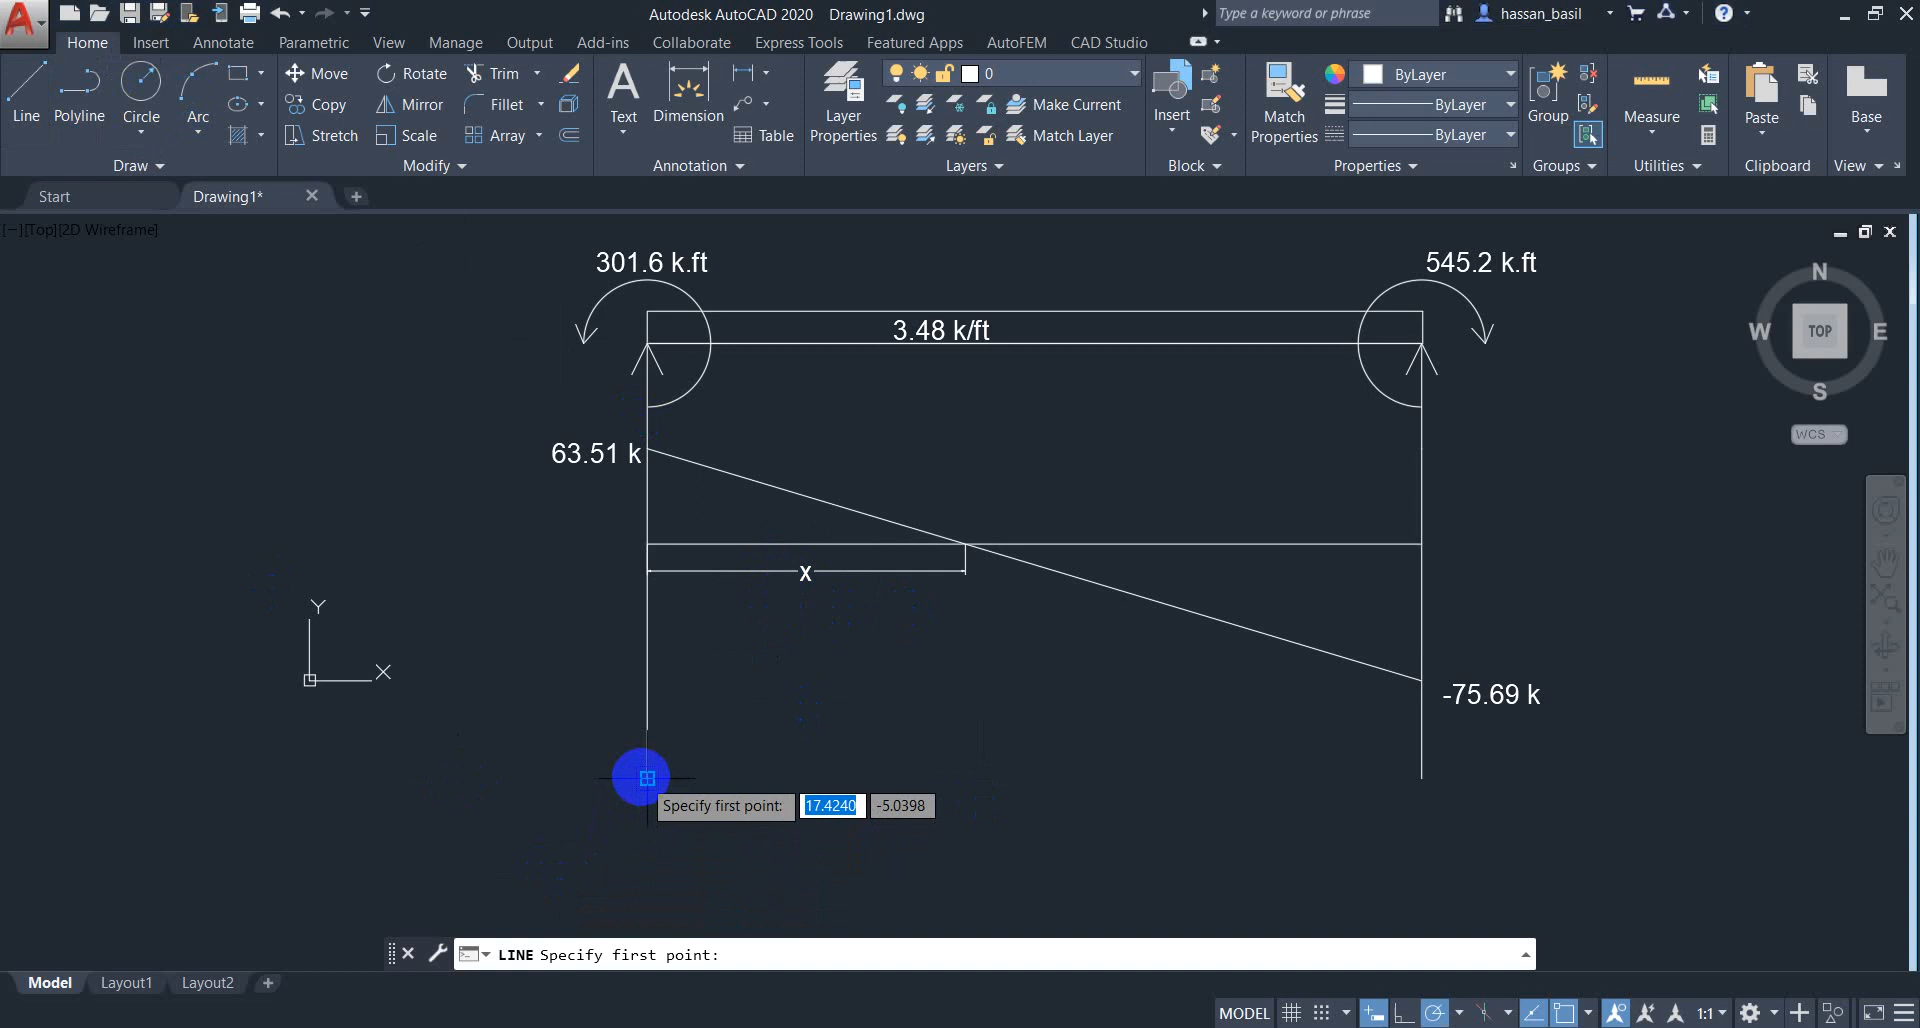 Autodesk AutoCAD 2020 Drawing1.dwg
Type a keyword or phrase
hassan_basil
Home Insert Annotate Parametric View Manage Output Add-ins Collaborate Express Tools Featured Apps AutoFEM CAD Studio
Line Polyline Circle Arc
Draw
Move Rotate Trim
Copy Mirror Fillet
Stretch Scale Array
Modify
Text Dimension Table
Annotation
Layer Properties
0
Make Current
Match Layer
Layers
Insert
Block
Match Properties
ByLayer
ByLayer
ByLayer
Properties
Group
Groups
Measure
Utilities
Paste
Clipboard
Base
View
Start Drawing1*
[−][Top][2D Wireframe]
301.6 k.ft
545.2 k.ft
3.48 k/ft
63.51 k
X
-75.69 k
Y
X
N
W TOP E
S
WCS
Specify first point: 17.4240 -5.0398
LINE Specify first point:
Model Layout1 Layout2
MODEL 1:1